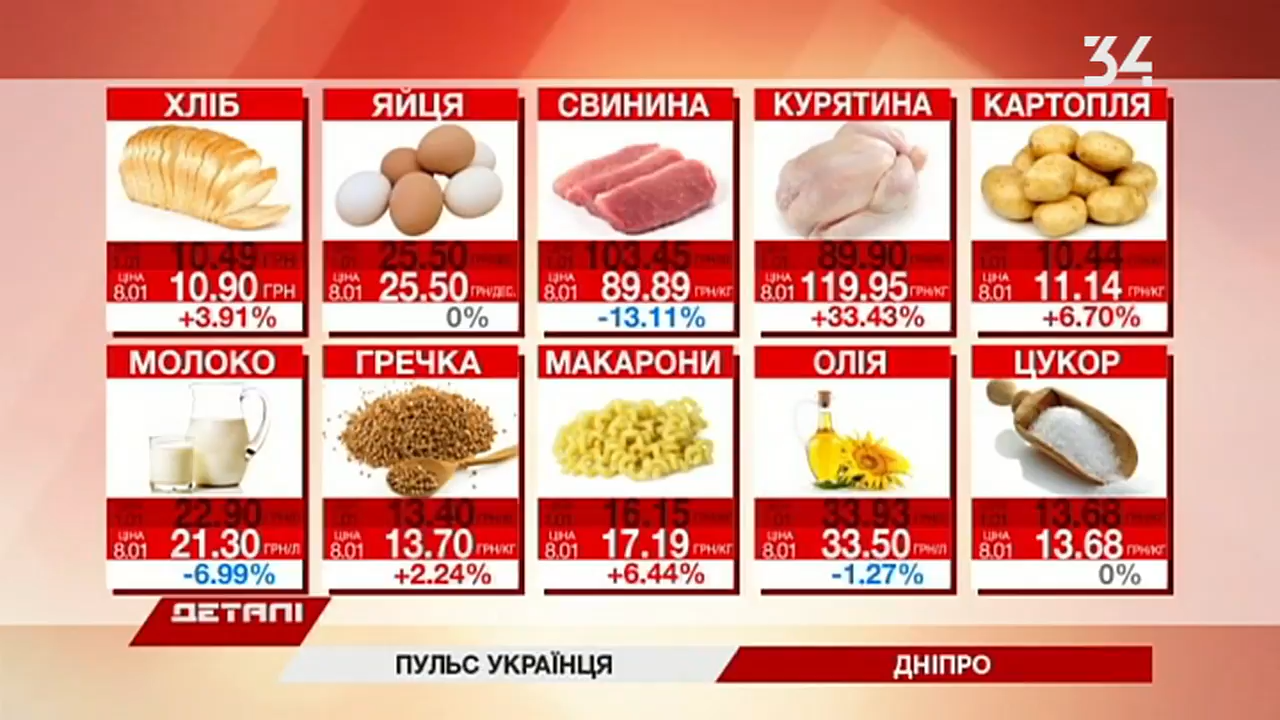 34
ХЛІБ
10.49 ГРН
ЦІНА
8.01 10.90 ГРН
+3.91%
ЯЙЦЯ
25.50
ЦІНА
8.01 25.50 ГРН/ДЕС.
0%
СВИНИНА
103.45
ЦІНА
8.01 89.89 ГРН/КГ
-13.11%
КУРЯТИНА
89.90
ЦІНА
8.01 119.95 ГРН/КГ
+33.43%
КАРТОПЛЯ
10.44
ЦІНА
8.01 11.14 ГРН/КГ
+6.70%
МОЛОКО
22.90
ЦІНА
8.01 21.30 ГРН/Л
-6.99%
ГРЕЧКА
13.40
ЦІНА
8.01 13.70 ГРН/КГ
+2.24%
МАКАРОНИ
16.15
ЦІНА
8.01 17.19 ГРН/КГ
+6.44%
ОЛІЯ
33.93
ЦІНА
8.01 33.50 ГРН/Л
-1.27%
ЦУКОР
13.68
ЦІНА
8.01 13.68 ГРН/КГ
0%
ДЕТАЛІ
ПУЛЬС УКРАЇНЦЯ
ДНІПРО